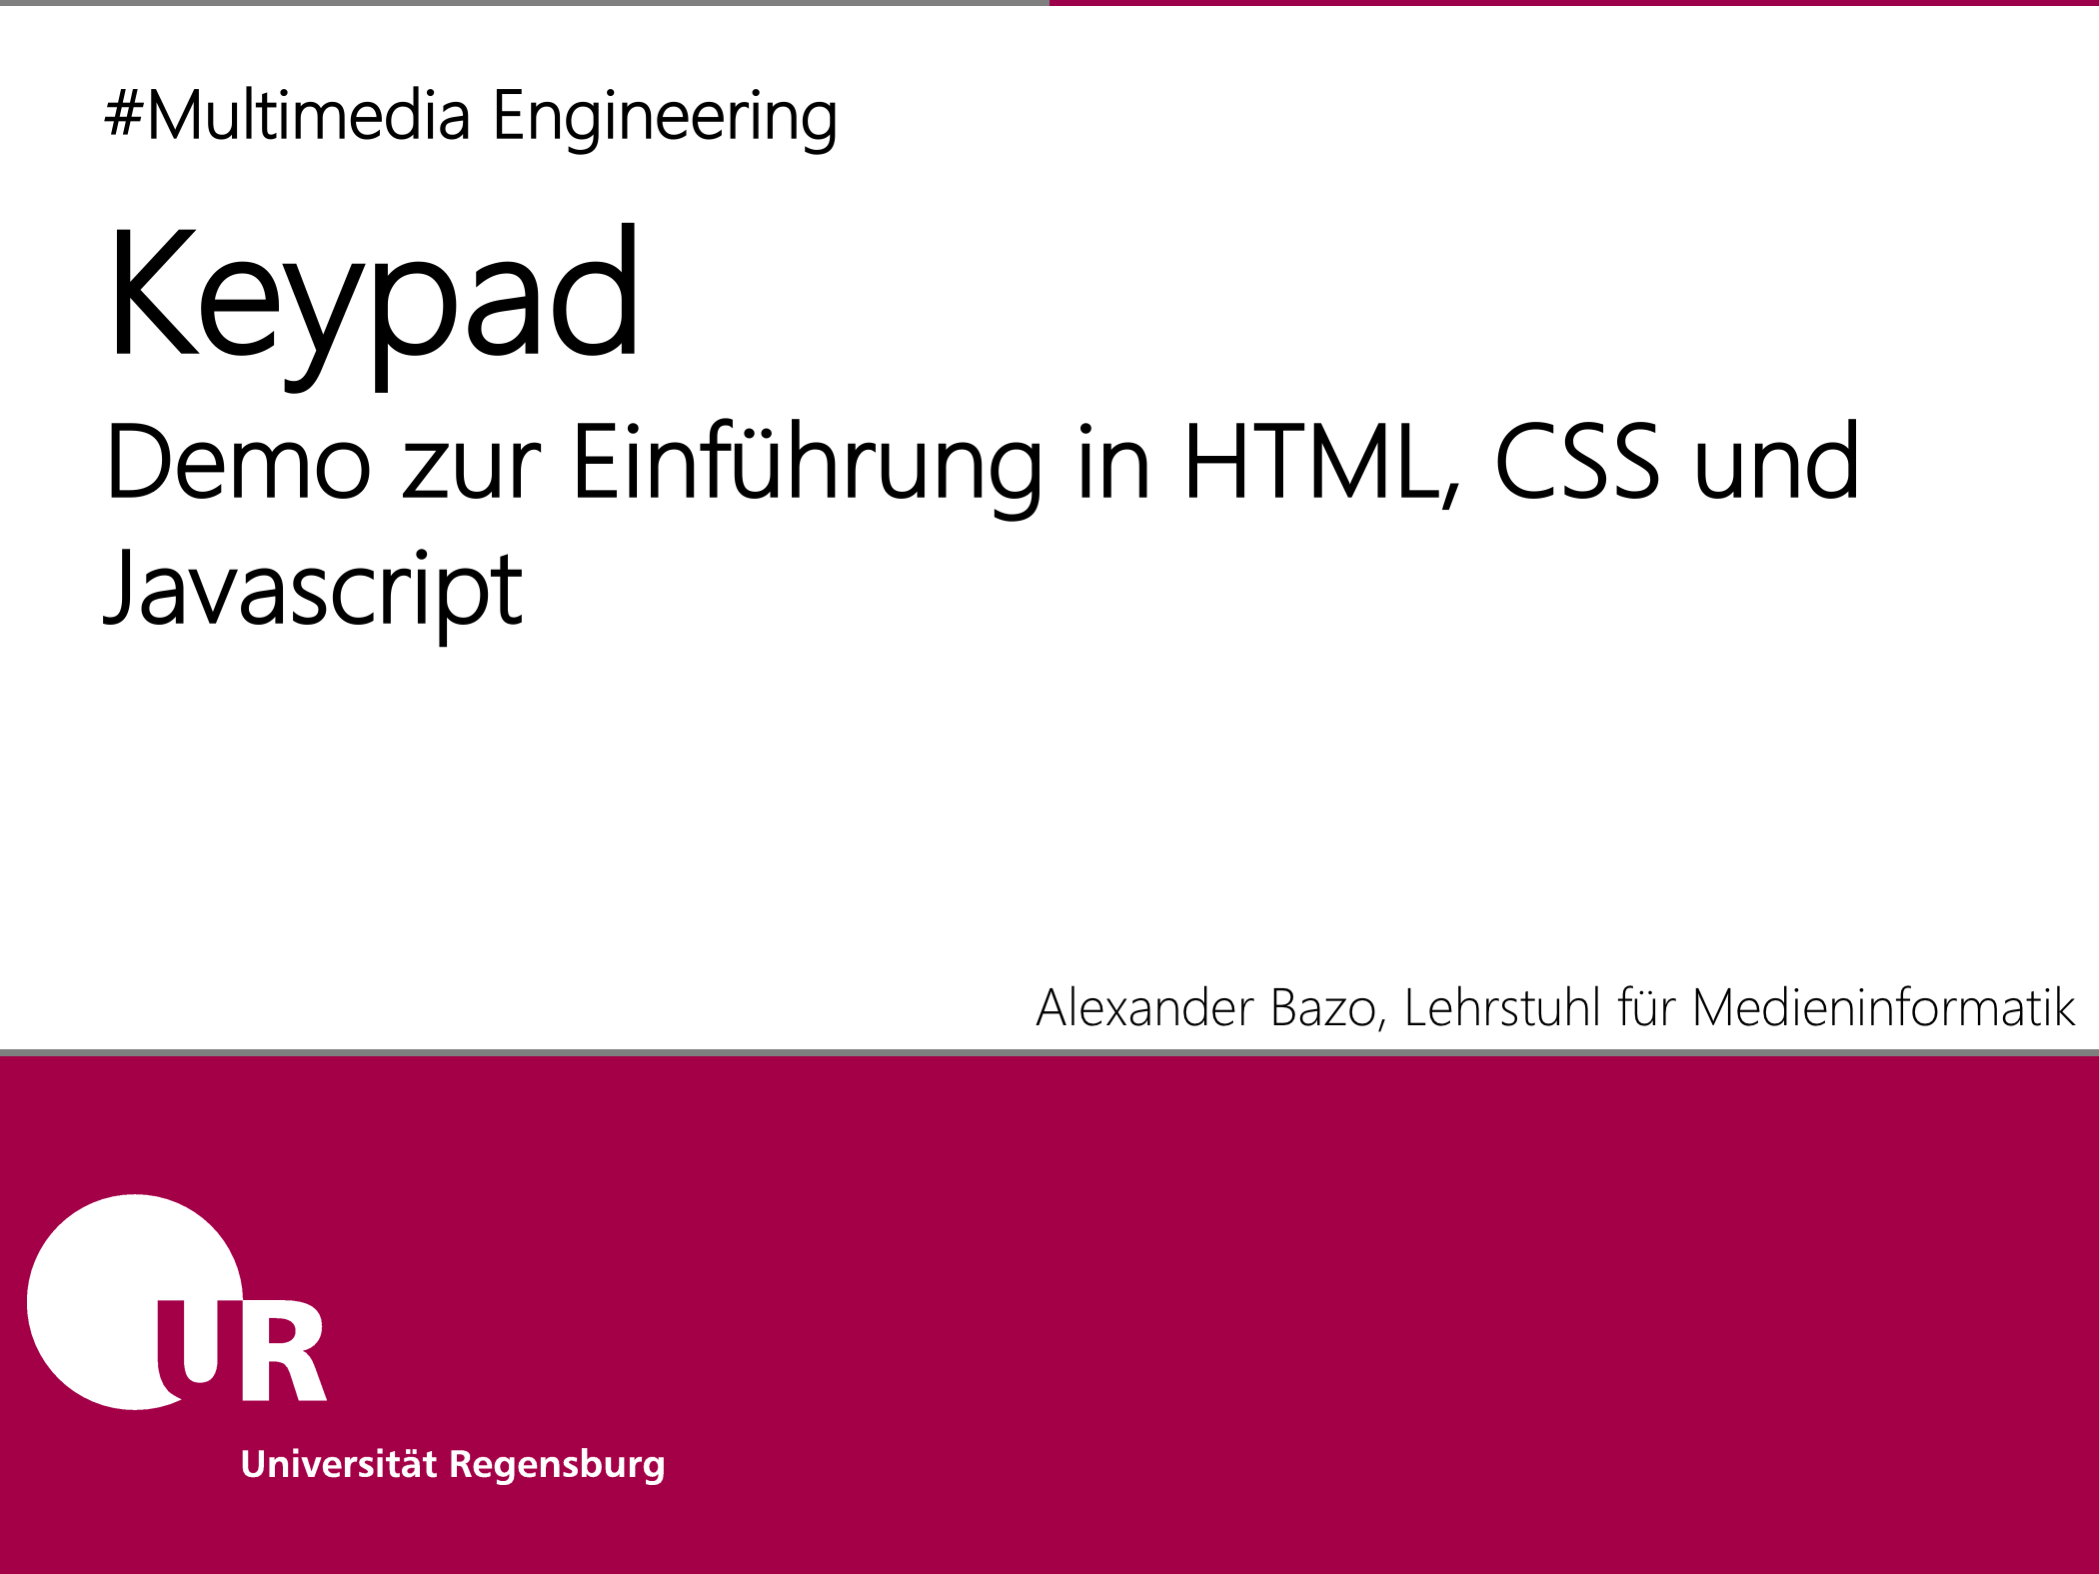 #Multimedia Engineering
Keypad
Demo zur Einführung in HTML, CSS und
Javascript
Alexander Bazo, Lehrstuhl für Medieninformatik
UR
Universität Regensburg